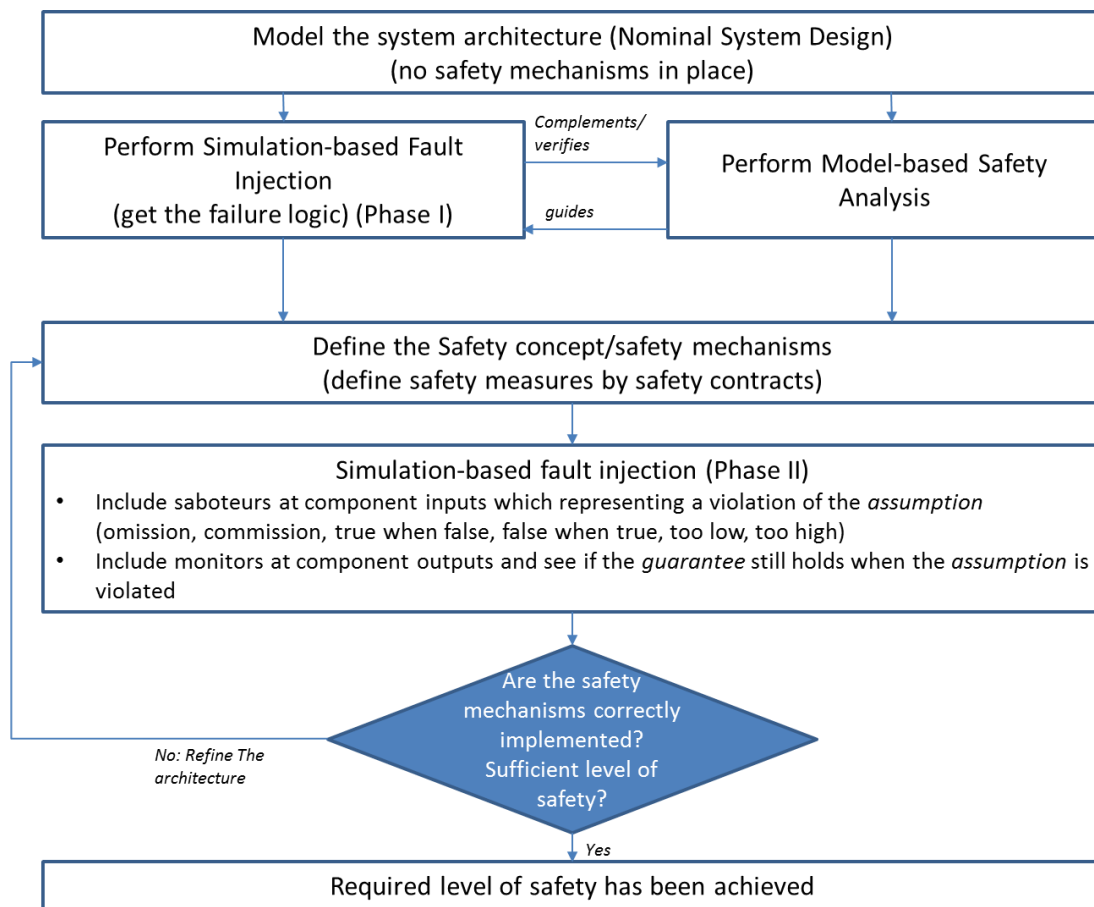 Model the system architecture (Nominal System Design)
(no safety mechanisms in place)
Perform Simulation-based Fault
Injection
(get the failure logic) (Phase I)
Complements/
verifies
guides
Perform Model-based Safety
Analysis
Define the Safety concept/safety mechanisms
(define safety measures by safety contracts)
Simulation-based fault injection (Phase II)
• Include saboteurs at component inputs which representing a violation of the assumption
(omission, commission, true when false, false when true, too low, too high)
• Include monitors at component outputs and see if the guarantee still holds when the assumption is
violated
Are the safety
mechanisms correctly
implemented?
Sufficient level of
safety?
No: Refine The
architecture
Yes
Required level of safety has been achieved